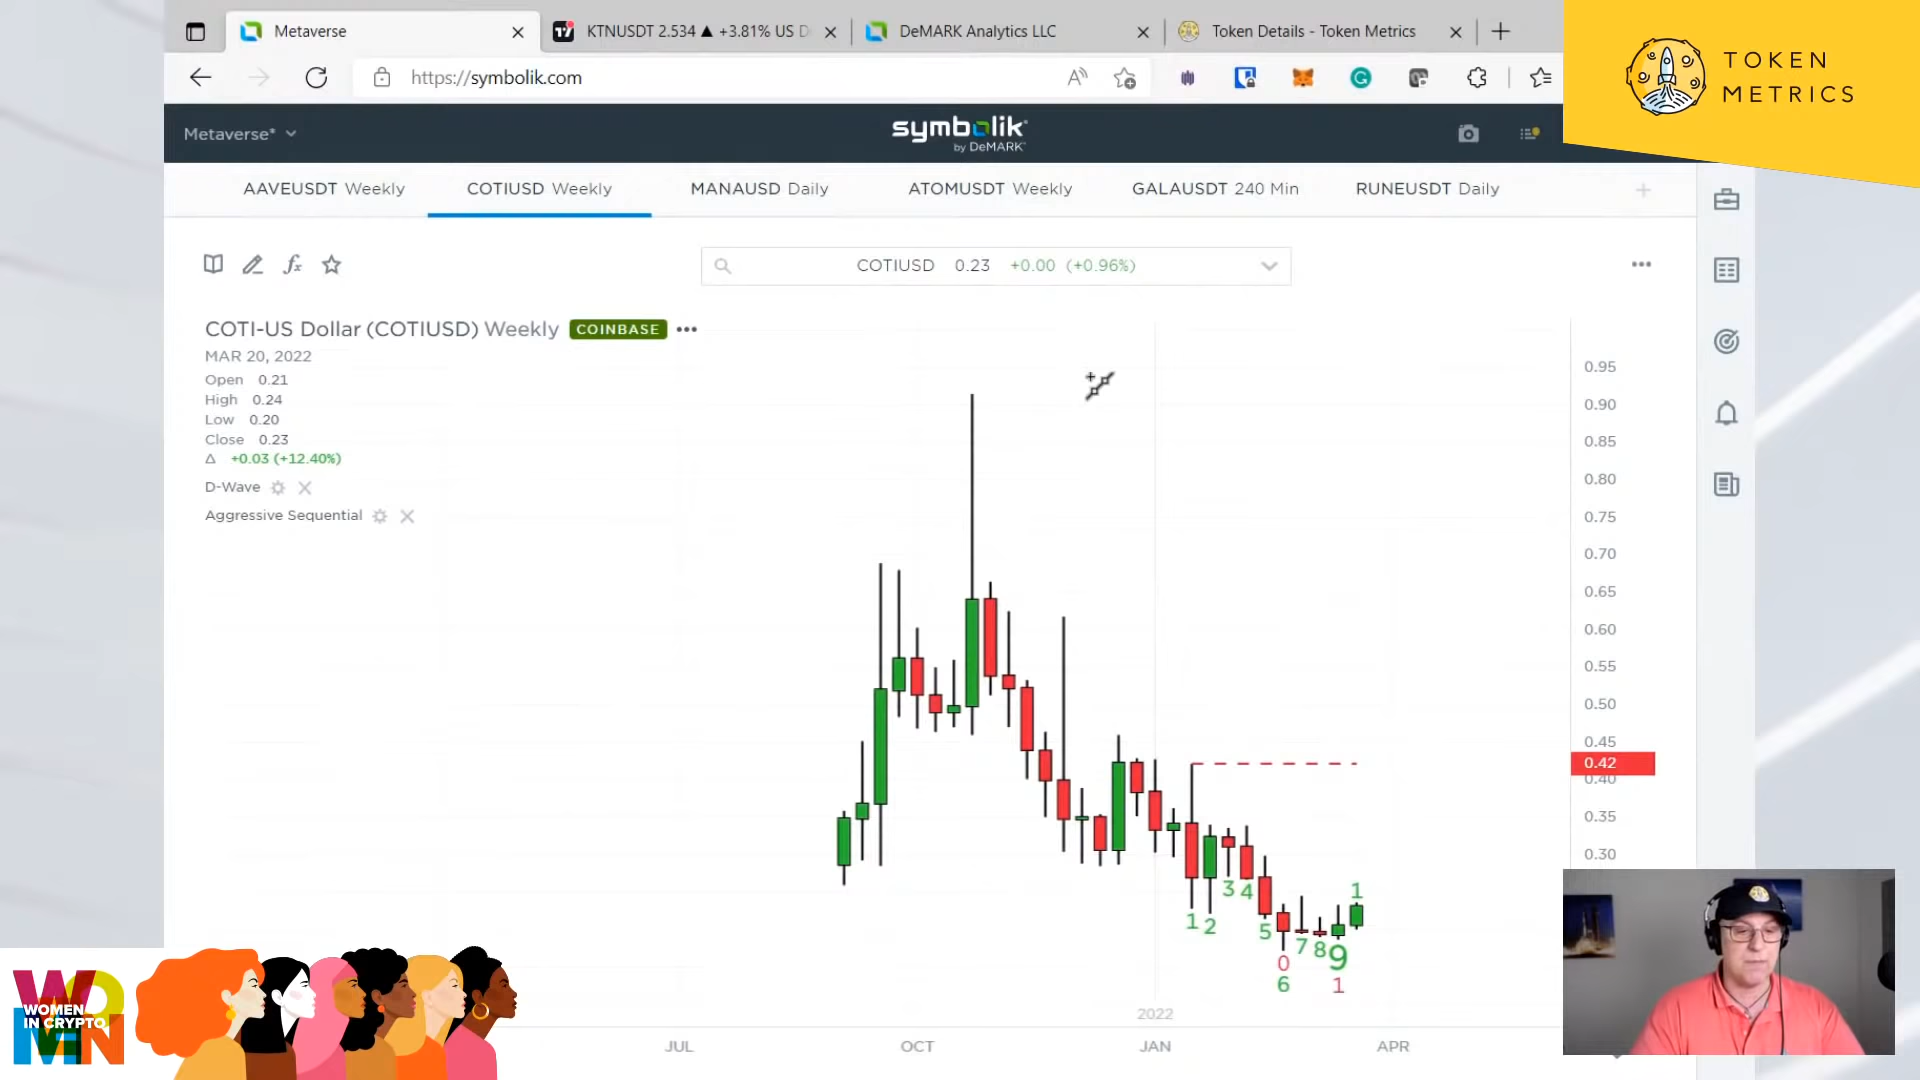 Metaverse
KTNUSDT 2.534 ▲ +3.81% US D
DeMARK Analytics LLC
Token Details - Token Metrics
https://symbolik.com
TOKEN
METRICS
Metaverse*
symbolik
by DeMARK
AAVEUSDT Weekly
COTIUSD Weekly
MANAUSD Daily
ATOMUSDT Weekly
GALAUSDT 240 Min
RUNEUSDT Daily
COTIUSD 0.23 +0.00 (+0.96%)
COTI-US Dollar (COTIUSD) Weekly COINBASE
MAR 20, 2022
Open 0.21
High 0.24
Low 0.20
Close 0.23
Δ +0.03 (+12.40%)
D-Wave
Aggressive Sequential
0.95
0.90
0.85
0.80
0.75
0.70
0.65
0.60
0.55
0.50
0.45
0.42
0.40
0.35
0.30
1 2 3 4 5 6 7 8 9 1
0 1
2022
JUL OCT JAN APR
WOMEN
WOMEN
IN CRYPTO